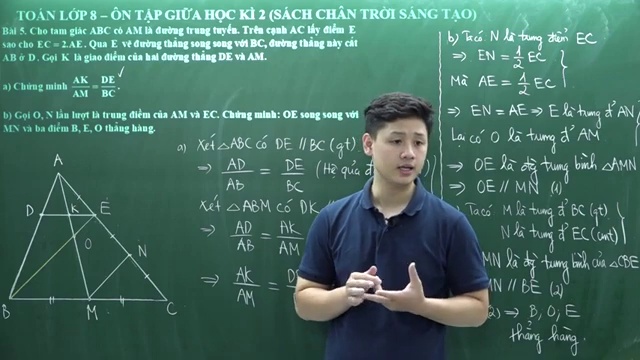 TOÁN LỚP 8 – ÔN TẬP GIỮA HỌC KÌ 2 (SÁCH CHÂN TRỜI SÁNG TẠO)
Bài 5. Cho tam giác ABC có AM là đường trung tuyến. Trên cạnh AC lấy điểm E
sao cho EC = 2.AE. Qua E vẽ đường thẳng song song với BC, đường thẳng này cắt
AB ở D. Gọi K là giao điểm của hai đường thẳng DE và AM.
a) Chứng minh AK/AM = DE/BC.
b) Gọi O, N lần lượt là trung điểm của AM và EC. Chứng minh: OE song song với
MN và ba điểm B, E, O thẳng hàng.
A
D
K
E
O
N
B
M
C
a) Xét △ABC có DE // BC (gt)
⇒ AD/AB = DE/BC (Hệ quả
Xét △ABM có DK //
⇒ AD/AB = AK/AM
⇒ AK/AM =
b) Ta có N là trung điểm EC
⇒ EN = 1/2 EC
Mà AE = 1/2 EC
⇒ EN = AE ⇒ E là trung đ' AN
Lại có O là trung đ' AM
⇒ OE là đg trung bình △AMN
⇒ OE // MN (1)
Ta có M là trung đ' BC (gt)
N là trung đ' EC (cmt)
MN là đg trung bình của △CBE
MN // BE (2)
⇒ B, O, E
thẳng hàng.